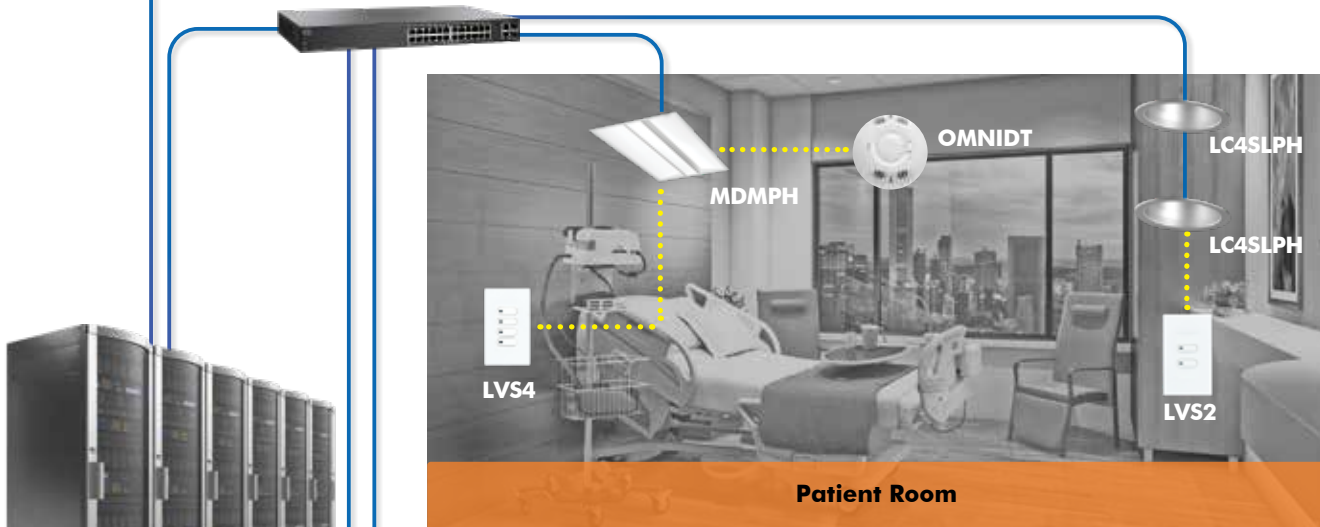 OMNIDT
LC4SLPH
MDMPH
LC4SLPH
LVS4
LVS2
Patient Room